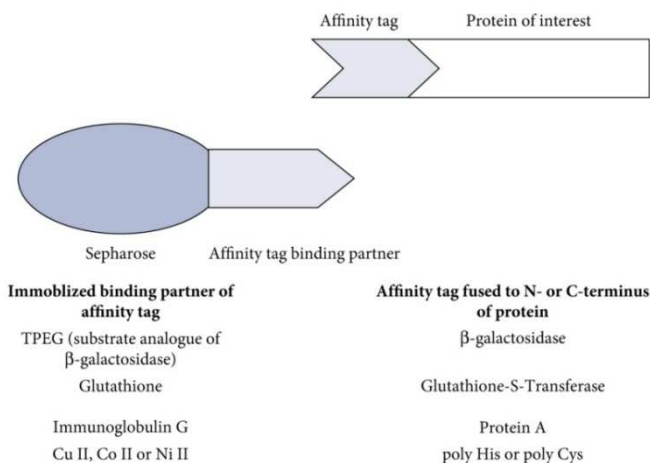 Affinity tag Protein of interest
Sepharose Affinity tag binding partner
Immoblized binding partner of
affinity tag
Affinity tag fused to N- or C-terminus
of protein
TPEG (substrate analogue of
β-galactosidase)
β-galactosidase
Glutathione
Glutathione-S-Transferase
Immunoglobulin G
Protein A
Cu II, Co II or Ni II
poly His or poly Cys